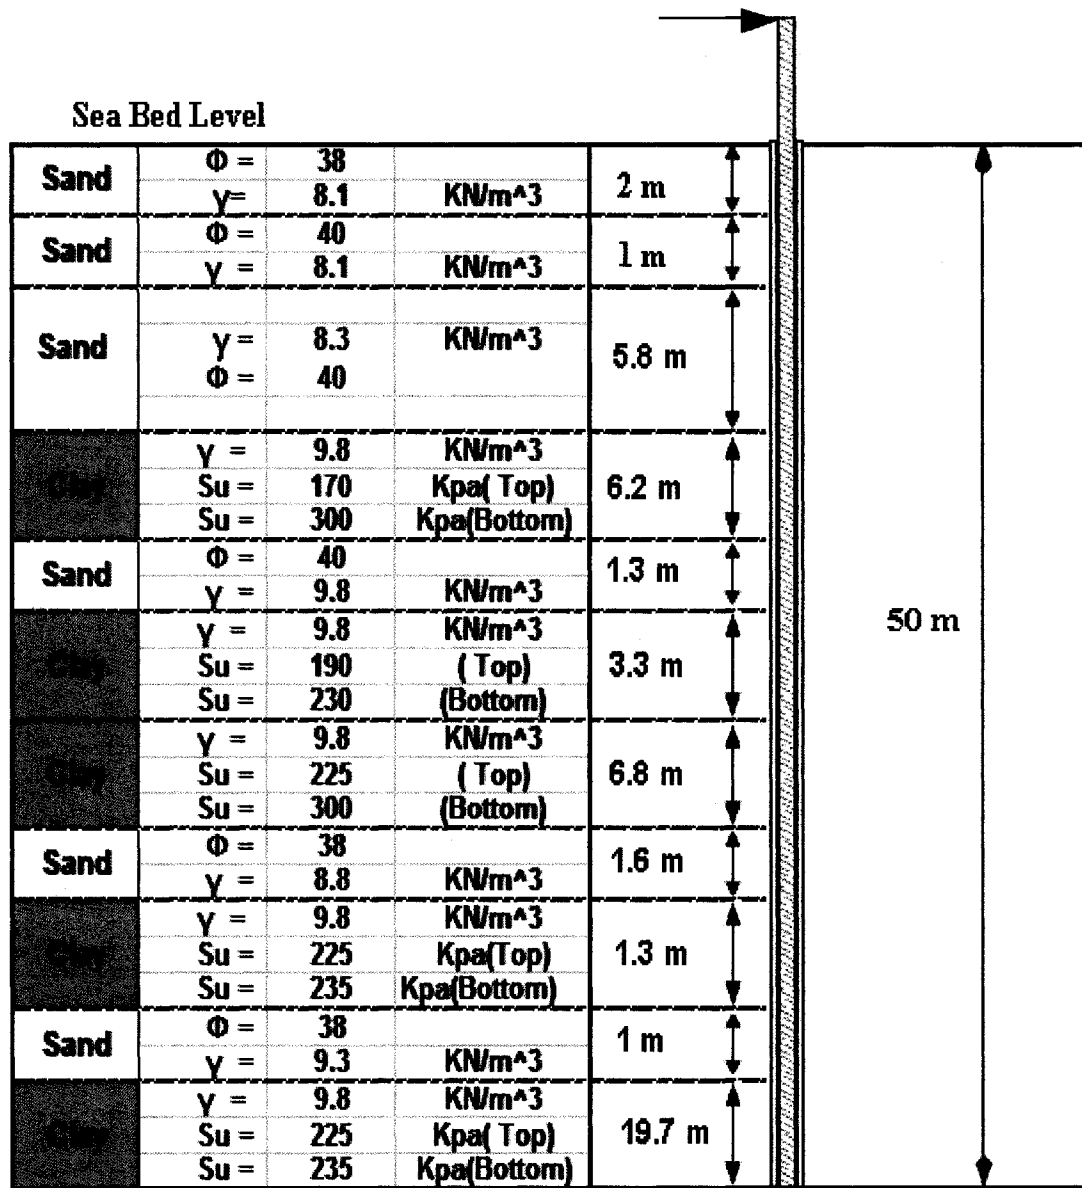 Sea Bed Level
Sand Φ = 38 2 m
γ= 8.1 KN/m^3
Sand Φ = 40 1 m
γ = 8.1 KN/m^3
Sand γ = 8.3 KN/m^3 5.8 m
Φ = 40
γ = 9.8 KN/m^3
Clay Su = 170 Kpa( Top) 6.2 m
Su = 300 Kpa(Bottom)
Sand Φ = 40 1.3 m
γ = 9.8 KN/m^3
γ = 9.8 KN/m^3 50 m
Clay Su = 190 ( Top) 3.3 m
Su = 230 (Bottom)
γ = 9.8 KN/m^3
Clay Su = 225 ( Top) 6.8 m
Su = 300 (Bottom)
Sand Φ = 38 1.6 m
γ = 8.8 KN/m^3
γ = 9.8 KN/m^3
Clay Su = 225 Kpa(Top) 1.3 m
Su = 235 Kpa(Bottom)
Sand Φ = 38 1 m
γ = 9.3 KN/m^3
γ = 9.8 KN/m^3
Clay Su = 225 Kpa( Top) 19.7 m
Su = 235 Kpa(Bottom)